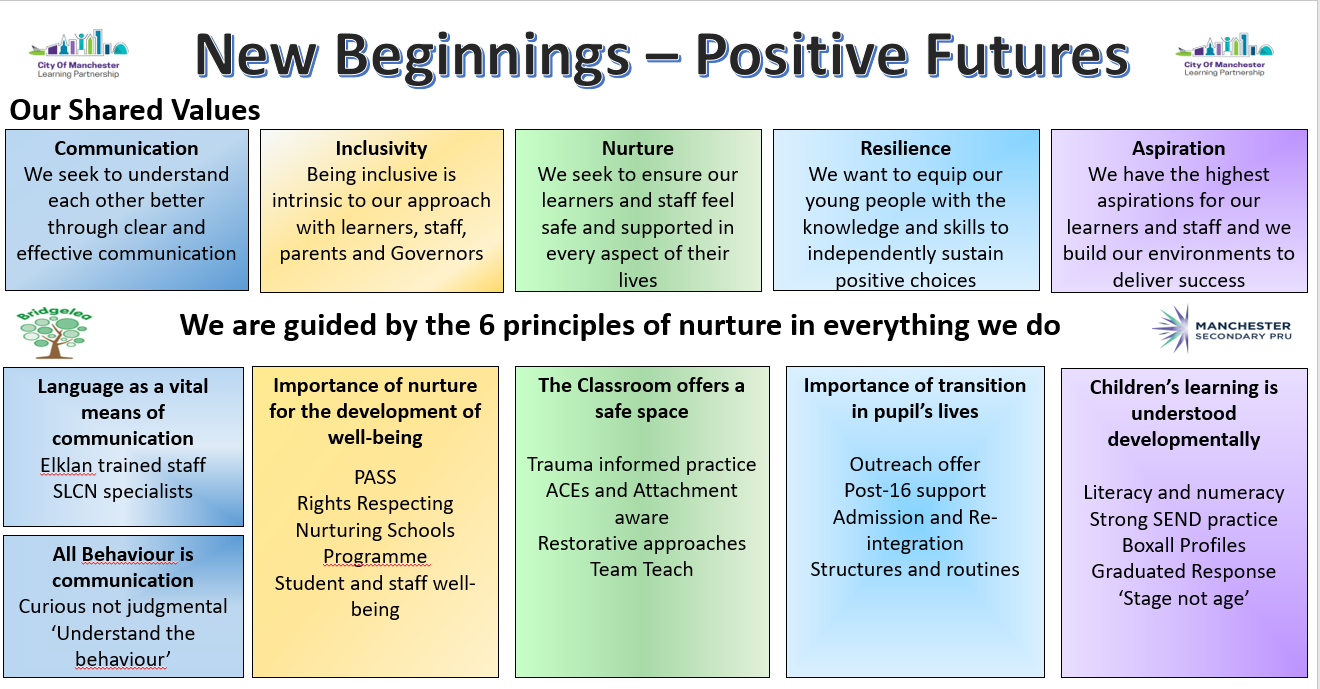 City Of Manchester
Learning Partnership
New Beginnings – Positive Futures
City Of Manchester
Learning Partnership
Our Shared Values
Communication
We seek to understand
each other better
through clear and
effective communication
Inclusivity
Being inclusive is
intrinsic to our approach
with learners, staff,
parents and Governors
Nurture
We seek to ensure our
learners and staff feel
safe and supported in
every aspect of their
lives
Resilience
We want to equip our
young people with the
knowledge and skills to
independently sustain
positive choices
Aspiration
We have the highest
aspirations for our
learners and staff and we
build our environments to
deliver success
Bridgelea
We are guided by the 6 principles of nurture in everything we do
MANCHESTER
SECONDARY PRU
Language as a vital
means of
communication
Elklan trained staff
SLCN specialists
All Behaviour is
communication
Curious not judgmental
‘Understand the
behaviour’
Importance of nurture
for the development of
well-being
PASS
Rights Respecting
Nurturing Schools
Programme
Student and staff well-
being
The Classroom offers a
safe space
Trauma informed practice
ACEs and Attachment
aware
Restorative approaches
Team Teach
Importance of transition
in pupil’s lives
Outreach offer
Post-16 support
Admission and Re-
integration
Structures and routines
Children’s learning is
understood
developmentally
Literacy and numeracy
Strong SEND practice
Boxall Profiles
Graduated Response
‘Stage not age’